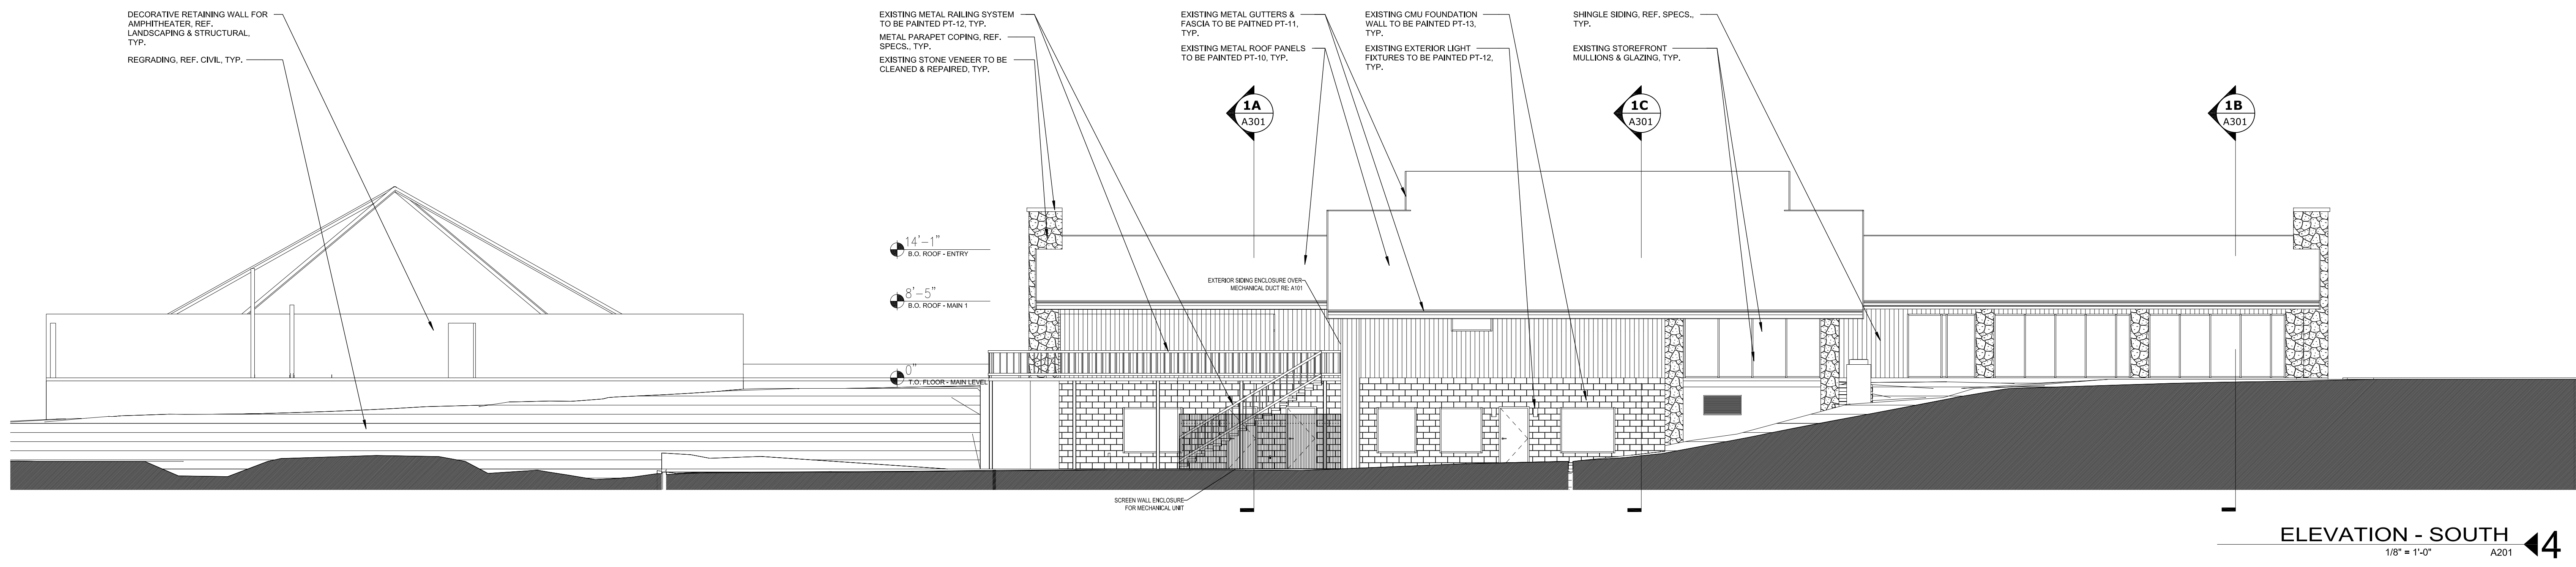 DECORATIVE RETAINING WALL FOR
AMPHITHEATER, REF.
LANDSCAPING & STRUCTURAL,
TYP.
REGRADING, REF. CIVIL, TYP.
EXISTING METAL RAILING SYSTEM
TO BE PAINTED PT-12, TYP.
METAL PARAPET COPING, REF.
SPECS., TYP.
EXISTING STONE VENEER TO BE
CLEANED & REPAIRED, TYP.
EXISTING METAL GUTTERS &
FASCIA TO BE PAITNED PT-11,
TYP.
EXISTING METAL ROOF PANELS
TO BE PAINTED PT-10, TYP.
EXISTING CMU FOUNDATION
WALL TO BE PAINTED PT-13,
TYP.
EXISTING EXTERIOR LIGHT
FIXTURES TO BE PAINTED PT-12,
TYP.
SHINGLE SIDING, REF. SPECS.,
TYP.
EXISTING STOREFRONT
MULLIONS & GLAZING, TYP.
1A
A301
1C
A301
1B
A301
14'-1"
B.O. ROOF - ENTRY
8'-5"
B.O. ROOF - MAIN 1
0"
T.O. FLOOR - MAIN LEVEL
EXTERIOR SIDING ENCLOSURE OVER
MECHANICAL DUCT RE: A101
SCREEN WALL ENCLOSURE
FOR MECHANICAL UNIT
ELEVATION - SOUTH
1/8" = 1'-0"
A201
4